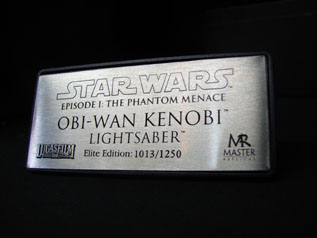 STAR WARS
EPISODE I: THE PHANTOM MENACE
OBI-WAN KENOBI™
LIGHTSABER™
LUCASFILM
MR
MASTER
REPLICAS
Elite Edition: 1013/1250